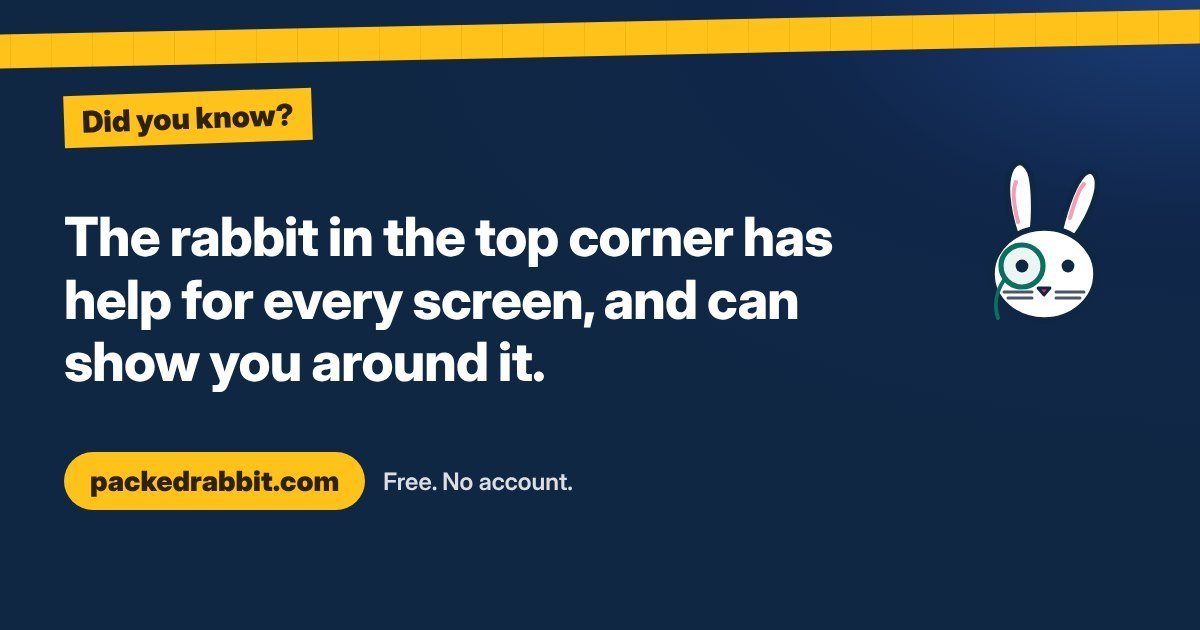 Did you know?
The rabbit in the top corner has
help for every screen, and can
show you around it.
packedrabbit.com
Free. No account.